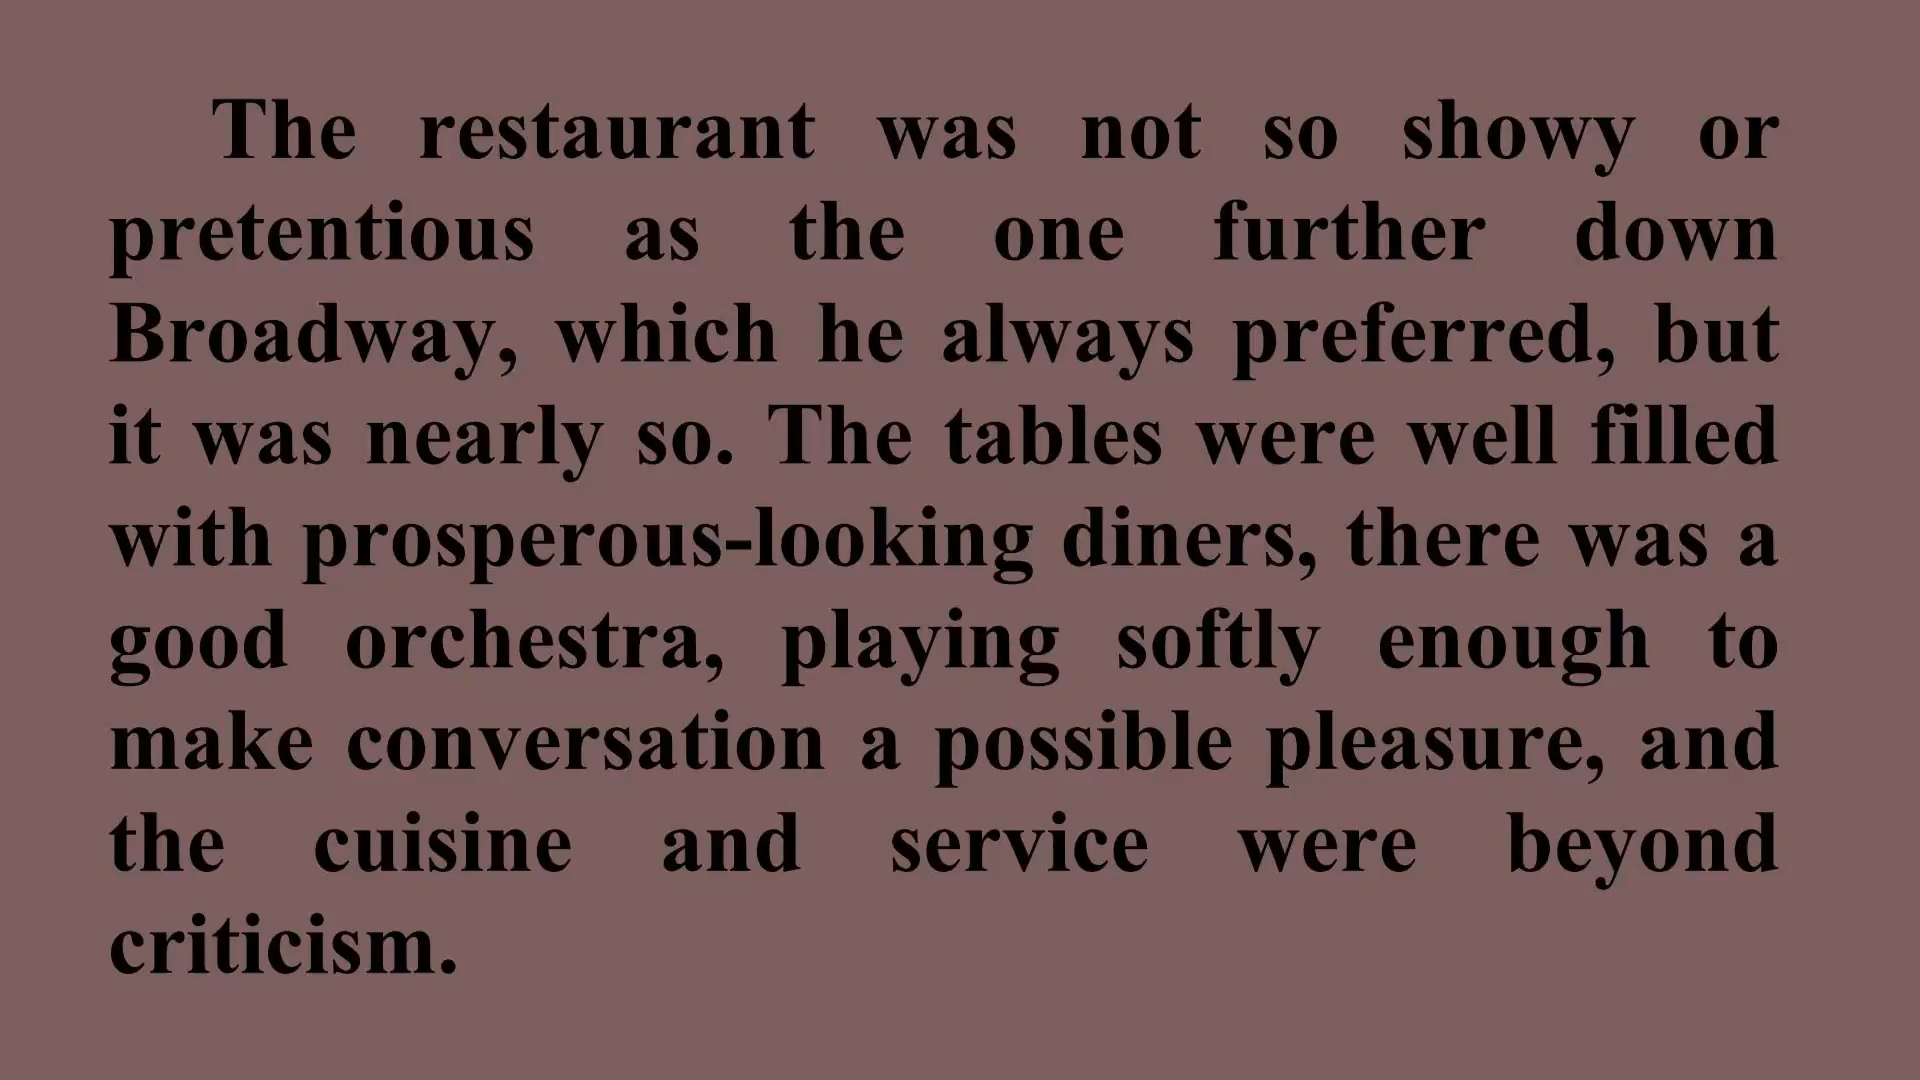 The restaurant was not so showy or
pretentious as the one further down
Broadway, which he always preferred, but
it was nearly so. The tables were well filled
with prosperous-looking diners, there was a
good orchestra, playing softly enough to
make conversation a possible pleasure, and
the cuisine and service were beyond
criticism.